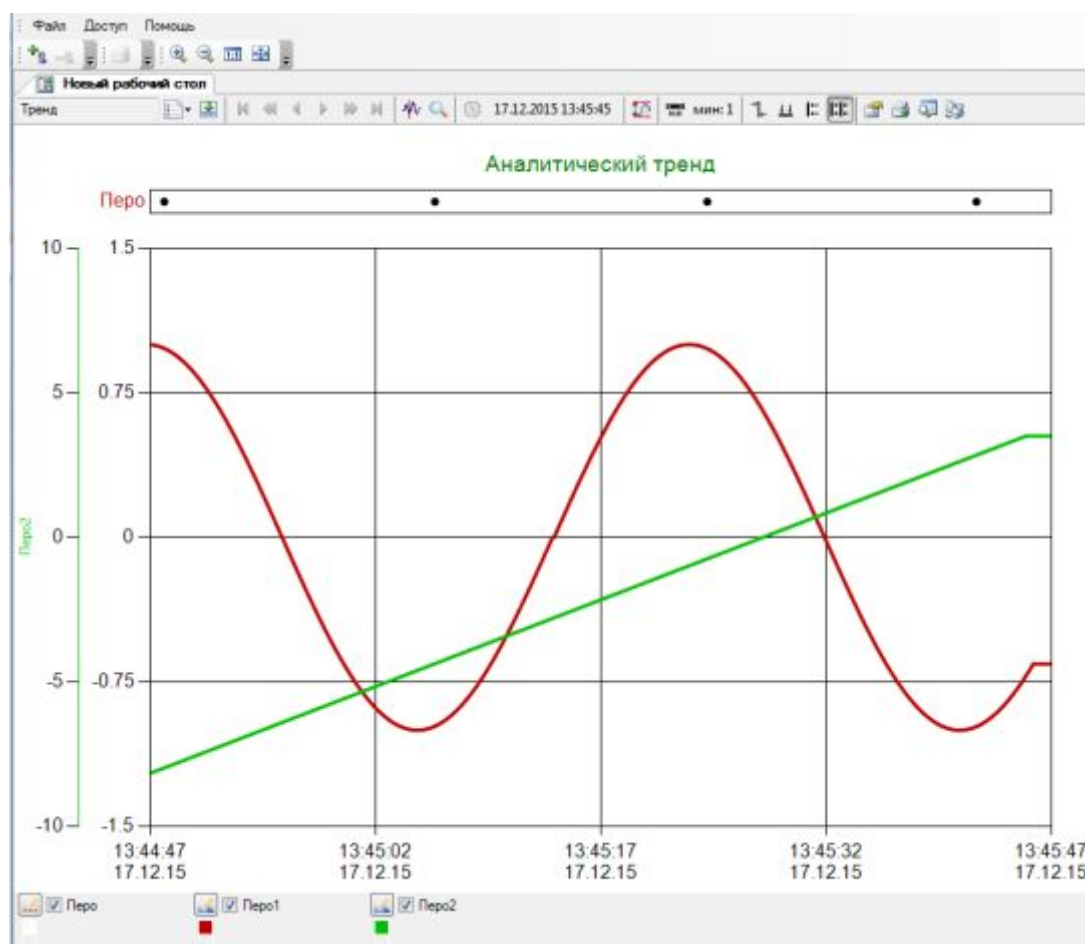 Файл Доступ Помощь
Новый рабочий стол
Тренд 17.12.2015 13:45:45 мин: 1
Аналитический тренд
Перо
10 1.5
5 0.75
Перо2
0 0
-5 -0.75
-10 -1.5
13:44:47 13:45:02 13:45:17 13:45:32 13:45:47
17.12.15 17.12.15 17.12.15 17.12.15 17.12.15
Перо Перо1 Перо2